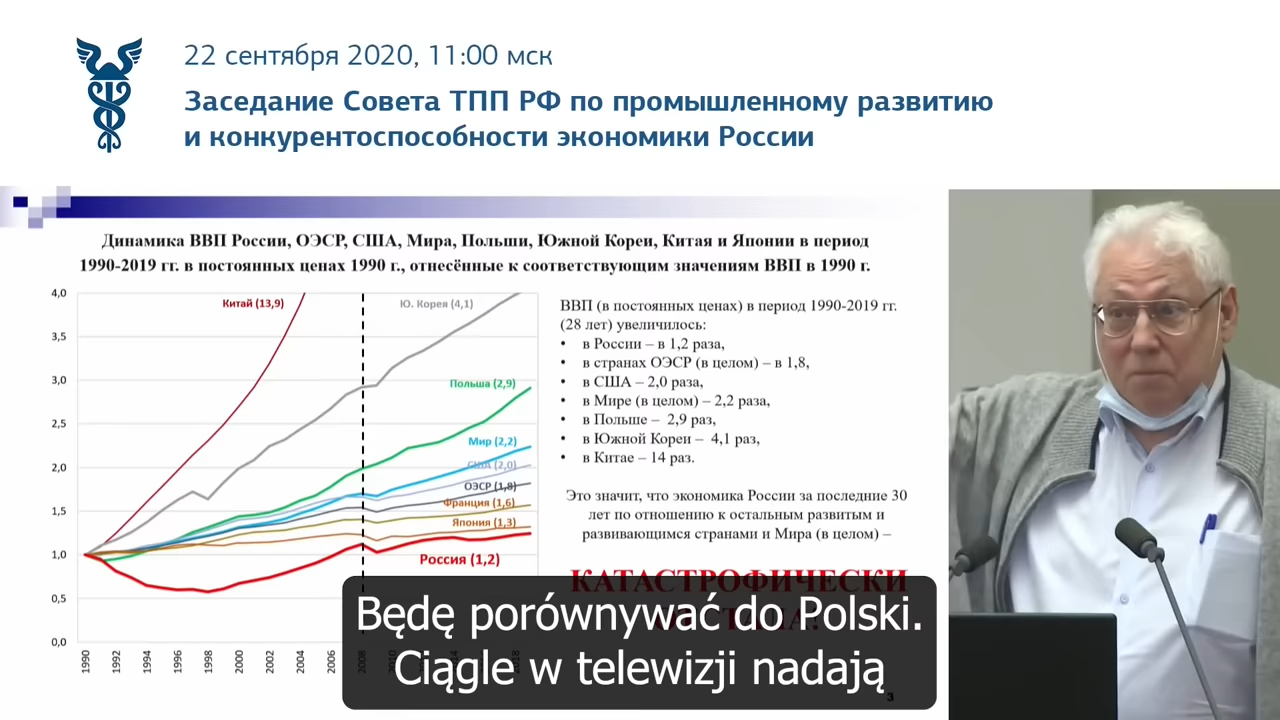 22 сентября 2020, 11:00 мск
Заседание Совета ТПП РФ по промышленному развитию
и конкурентоспособности экономики России
Динамика ВВП России, ОЭСР, США, Мира, Польши, Южной Кореи, Китая и Японии в период
1990-2019 гг. в постоянных ценах 1990 г., отнесённые к соответствующим значениям ВВП в 1990 г.
4,0
3,5
3,0
2,5
2,0
1,5
1,0
0,5
0,0
Китай (13,9)
Ю. Корея (4,1)
Польша (2,9)
Мир (2,2)
США (2,0)
ОЭСР (1,8)
Франция (1,6)
Япония (1,3)
Россия (1,2)
1990
1992
1994
1996
1998
2000
2002
2004
2006
2008
ВВП (в постоянных ценах) в период 1990-2019 гг.
(28 лет) увеличилось:
• в России – в 1,2 раза,
• в странах ОЭСР (в целом) – в 1,8,
• в США – 2,0 раза,
• в Мире (в целом) – 2,2 раза,
• в Польше – 2,9 раз,
• в Южной Кореи – 4,1 раз,
• в Китае – 14 раз.
Это значит, что экономика России за последние 30
лет по отношению к остальным развитым и
развивающимся странами и Мира (в целом) –
КАТАСТРОФИЧЕСКИ
Będę porównywać do Polski.
Ciągle w telewizji nadają
3